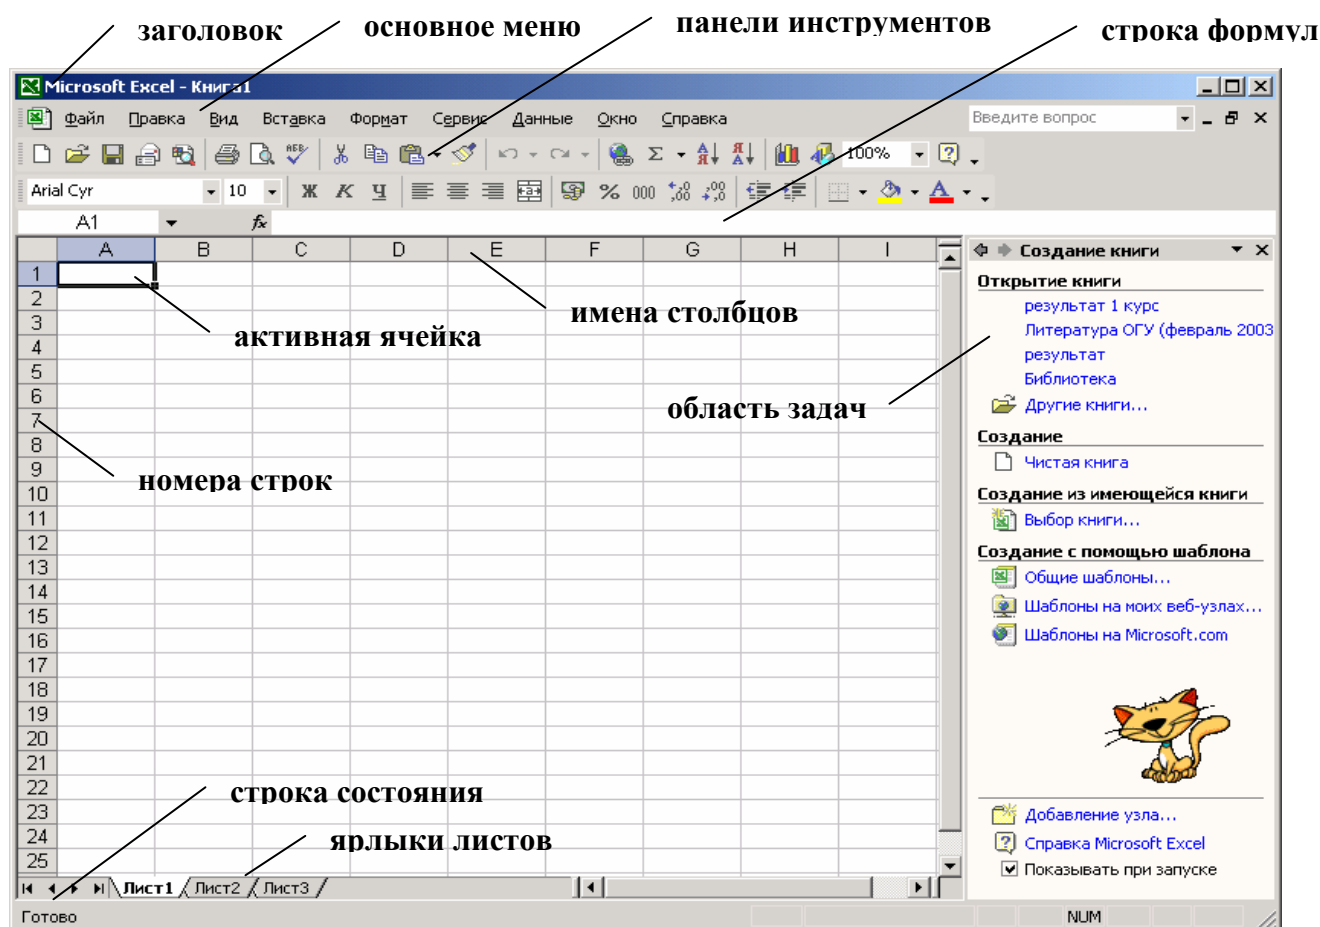 заголовок основное меню панели инструментов строка формул
Microsoft Excel - Книга1
Файл Правка Вид Вставка Формат Сервис Данные Окно Справка Введите вопрос
100%
Arial Cyr 10 Ж К Ч % 000
A1 fx
A B C D E F G H I
Создание книги
1
2
3
4
5
6
7
8
9
10
11
12
13
14
15
16
17
18
19
20
21
22
23
24
25
активная ячейка
имена столбцов
область задач
номера строк
строка состояния
ярлыки листов
Открытие книги
результат 1 курс
Литература ОГУ (февраль 2003
результат
Библиотека
Другие книги...
Создание
Чистая книга
Создание из имеющейся книги
Выбор книги...
Создание с помощью шаблона
Общие шаблоны...
Шаблоны на моих веб-узлах...
Шаблоны на Microsoft.com
Добавление узла...
Справка Microsoft Excel
Показывать при запуске
Лист1 Лист2 Лист3
Готово NUM